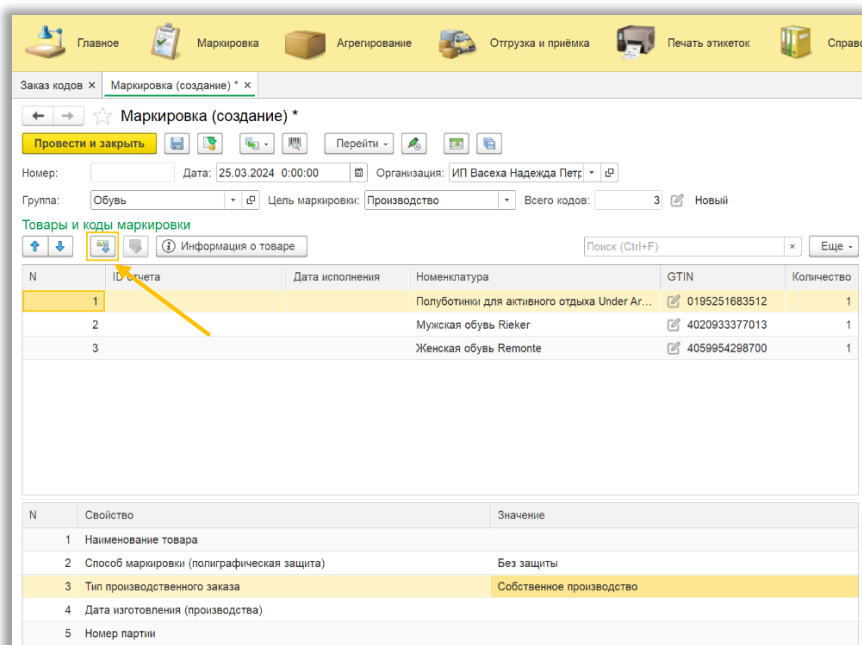 Главное Маркировка Агрегирование Отгрузка и приёмка Печать этикеток Справо
Заказ кодов × Маркировка (создание) * ×
Маркировка (создание) *
Провести и закрыть Перейти
Номер: Дата: 25.03.2024 0:00:00 Организация: ИП Васеха Надежда Петр
Группа: Обувь Цель маркировки: Производство Всего кодов: 3 Новый
Товары и коды маркировки
Информация о товаре Поиск (Ctrl+F) × Еще
N ID отчета Дата исполнения Номенклатура GTIN Количество
1 Полуботинки для активного отдыха Under Ar... 0195251683512 1
2 Мужская обувь Rieker 4020933377013 1
3 Женская обувь Remonte 4059954298700 1
N Свойство Значение
1 Наименование товара
2 Способ маркировки (полиграфическая защита) Без защиты
3 Тип производственного заказа Собственное производство
4 Дата изготовления (производства)
5 Номер партии